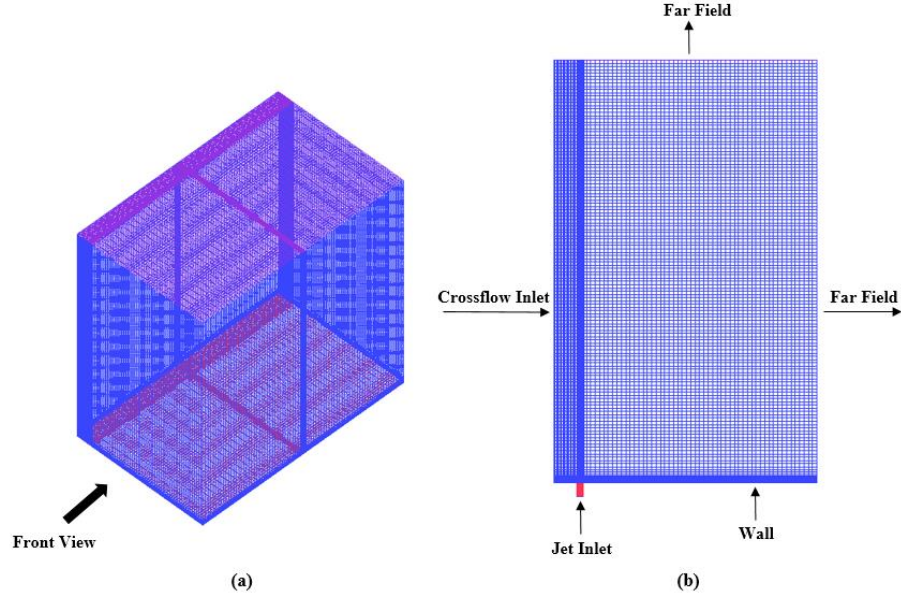 Far Field
Crossflow Inlet
Far Field
Front View
Jet Inlet
Wall
(a)
(b)